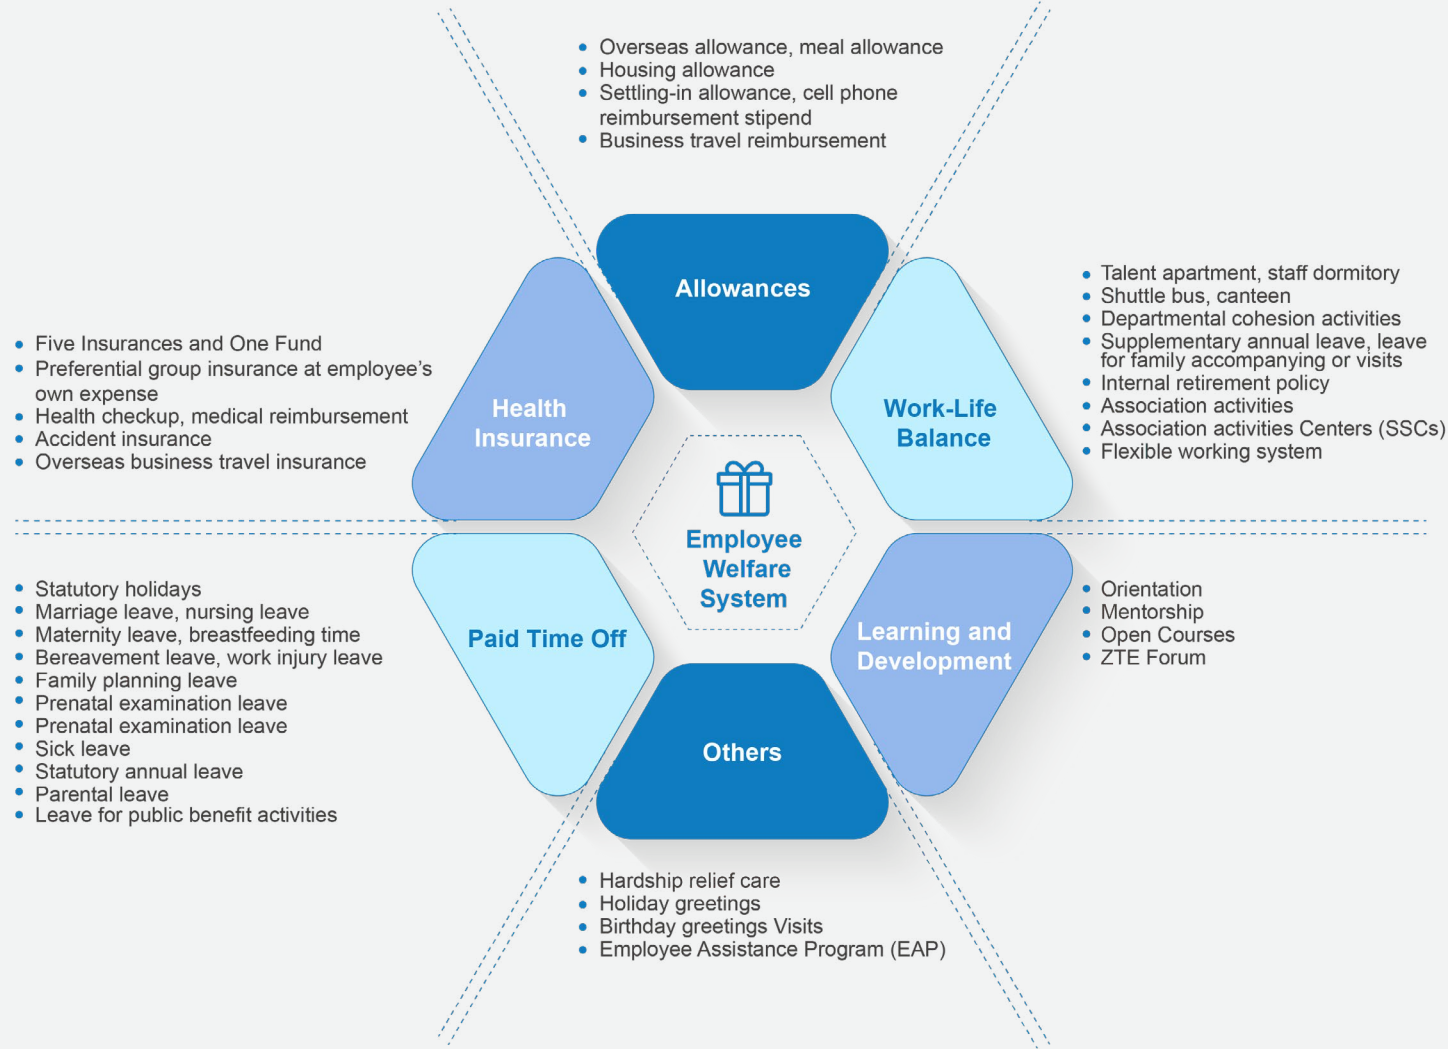 • Overseas allowance, meal allowance
• Housing allowance
• Settling-in allowance, cell phone
reimbursement stipend
• Business travel reimbursement
Allowances
• Talent apartment, staff dormitory
• Shuttle bus, canteen
• Departmental cohesion activities
• Supplementary annual leave, leave
for family accompanying or visits
• Internal retirement policy
• Association activities
• Association activities Centers (SSCs)
• Flexible working system
Work-Life
Balance
• Five Insurances and One Fund
• Preferential group insurance at employee’s
own expense
• Health checkup, medical reimbursement
• Accident insurance
• Overseas business travel insurance
Health
Insurance
Employee
Welfare
System
• Statutory holidays
• Marriage leave, nursing leave
• Maternity leave, breastfeeding time
• Bereavement leave, work injury leave
• Family planning leave
• Prenatal examination leave
• Prenatal examination leave
• Sick leave
• Statutory annual leave
• Parental leave
• Leave for public benefit activities
Paid Time Off
Learning and
Development
• Orientation
• Mentorship
• Open Courses
• ZTE Forum
Others
• Hardship relief care
• Holiday greetings
• Birthday greetings Visits
• Employee Assistance Program (EAP)